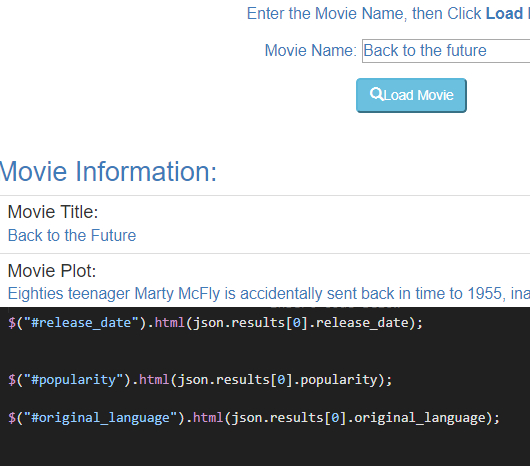 Enter the Movie Name, then Click Load
Movie Name: Back to the future
Load Movie
Movie Information:
Movie Title:
Back to the Future
Movie Plot:
Eighties teenager Marty McFly is accidentally sent back in time to 1955, ina
$("#release_date").html(json.results[0].release_date);
$("#popularity").html(json.results[0].popularity);
$("#original_language").html(json.results[0].original_language);